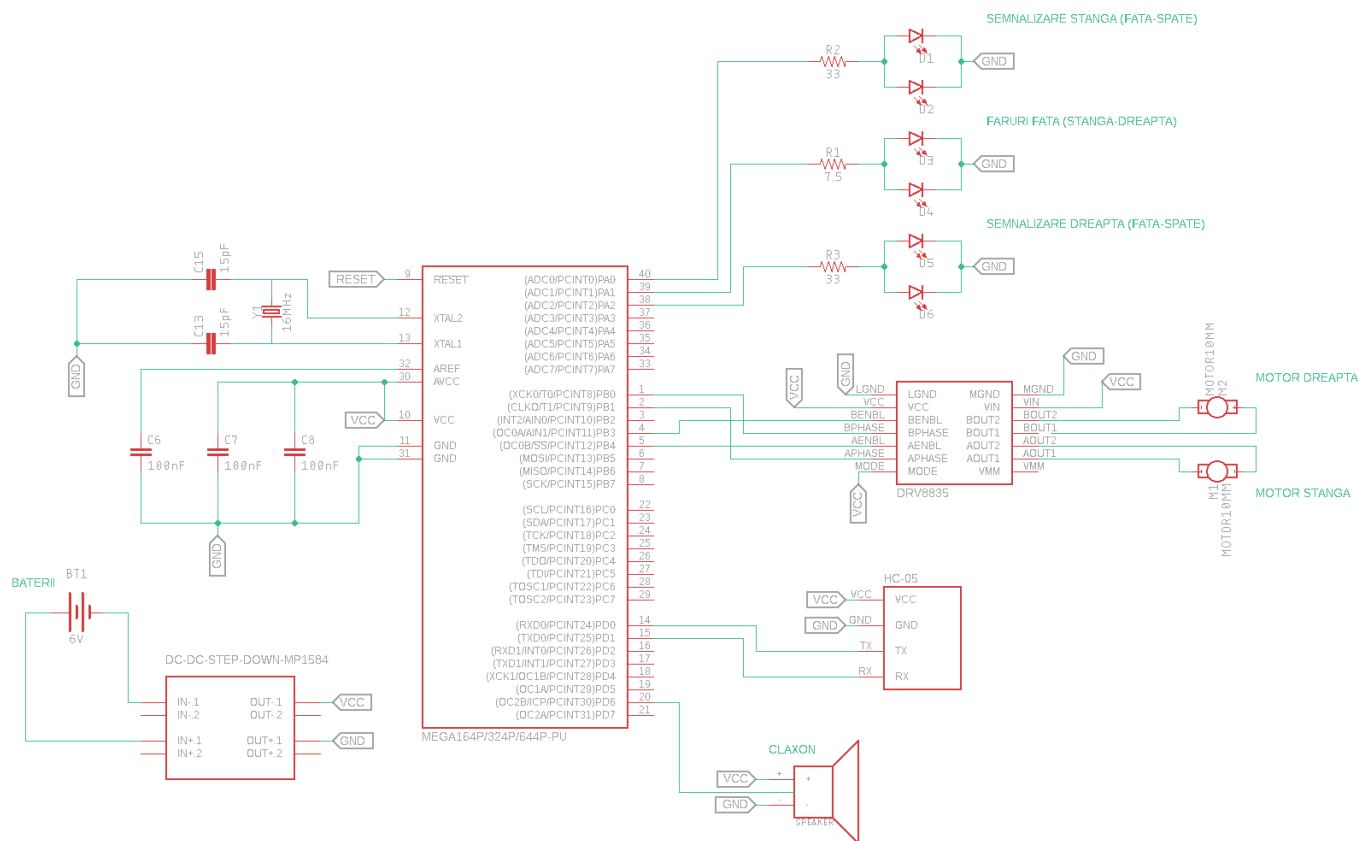 SEMNALIZARE STANGA (FATA-SPATE)
R2
33
D1
D2
GND
FARURI FATA (STANGA-DREAPTA)
R1
7.5
D3
D4
GND
SEMNALIZARE DREAPTA (FATA-SPATE)
R3
33
D5
D6
GND
C15
15pF
C13
15pF
Y1
16MHz
GND
RESET
9
12
13
32
30
10
11
31
VCC
RESET
XTAL2
XTAL1
AREF
AVCC
VCC
GND
GND
(ADC0/PCINT0)PA0 40
(ADC1/PCINT1)PA1 39
(ADC2/PCINT2)PA2 38
(ADC3/PCINT3)PA3 37
(ADC4/PCINT4)PA4 36
(ADC5/PCINT5)PA5 35
(ADC6/PCINT6)PA6 34
(ADC7/PCINT7)PA7 33
(XCK0/T0/PCINT8)PB0 1
(CLKO/T1/PCINT9)PB1 2
(INT2/AIN0/PCINT10)PB2 3
(OC0A/AIN1/PCINT11)PB3 4
(OC0B/SS/PCINT12)PB4 5
(MOSI/PCINT13)PB5 6
(MISO/PCINT14)PB6 7
(SCK/PCINT15)PB7 8
(SCL/PCINT16)PC0 22
(SDA/PCINT17)PC1 23
(TCK/PCINT18)PC2 24
(TMS/PCINT19)PC3 25
(TDO/PCINT20)PC4 26
(TDI/PCINT21)PC5 27
(TOSC1/PCINT22)PC6 28
(TOSC2/PCINT23)PC7 29
(RXD0/PCINT24)PD0 14
(TXD0/PCINT25)PD1 15
(RXD1/INT0/PCINT26)PD2 16
(TXD1/INT1/PCINT27)PD3 17
(XCK1/OC1B/PCINT28)PD4 18
(OC1A/PCINT29)PD5 19
(OC2B/ICP/PCINT30)PD6 20
(OC2A/PCINT31)PD7 21
MEGA164P/324P/644P-PU
C6
100nF
C7
100nF
C8
100nF
GND
VCC
GND
LGND
VCC
BENBL
BPHASE
AENBL
APHASE
MODE
VCC
LGND
VCC
BENBL
BPHASE
AENBL
APHASE
MODE
MGND
VIN
BOUT2
BOUT1
AOUT2
AOUT1
VMM
MGND
VIN
BOUT2
BOUT1
AOUT2
AOUT1
VMM
DRV8835
GND
VCC
MOTOR10MM
M2
MOTOR DREAPTA
M1
MOTOR10MM
MOTOR STANGA
HC-05
VCC VCC VCC
GND GND GND
TX TX
RX RX
BATERII
BT1
6V
DC-DC-STEP-DOWN-MP1584
IN-.1 OUT-.1 VCC
IN-.2 OUT-.2
IN+.1 OUT+.1 GND
IN+.2 OUT+.2
CLAXON
VCC + +
GND - -
SPEAKER